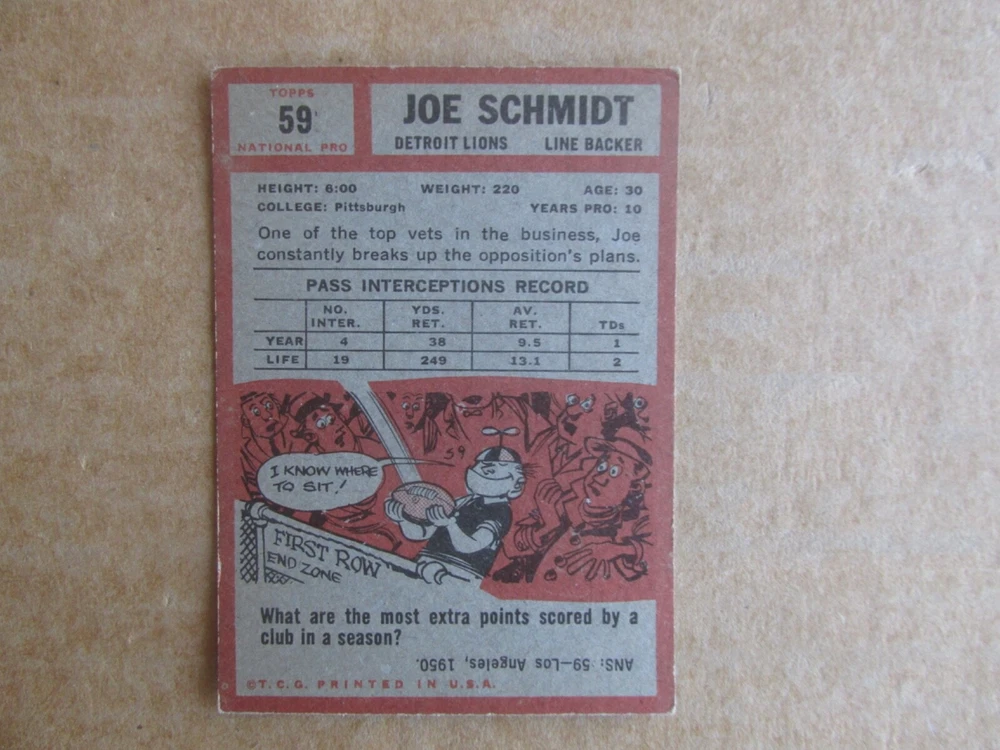 TOPPS
59
NATIONAL PRO
JOE SCHMIDT
DETROIT LIONS LINE BACKER
HEIGHT: 6:00 WEIGHT: 220 AGE: 30
COLLEGE: Pittsburgh YEARS PRO: 10
One of the top vets in the business, Joe
constantly breaks up the opposition's plans.
PASS INTERCEPTIONS RECORD
NO. INTER. YDS. RET. AV. RET. TDs
YEAR 4 38 9.5 1
LIFE 19 249 13.1 2
59
I KNOW WHERE
TO SIT!
FIRST ROW
END ZONE
What are the most extra points scored by a
club in a season?
ANS: 59—Los Angeles, 1950.
©T.C.G. PRINTED IN U.S.A.